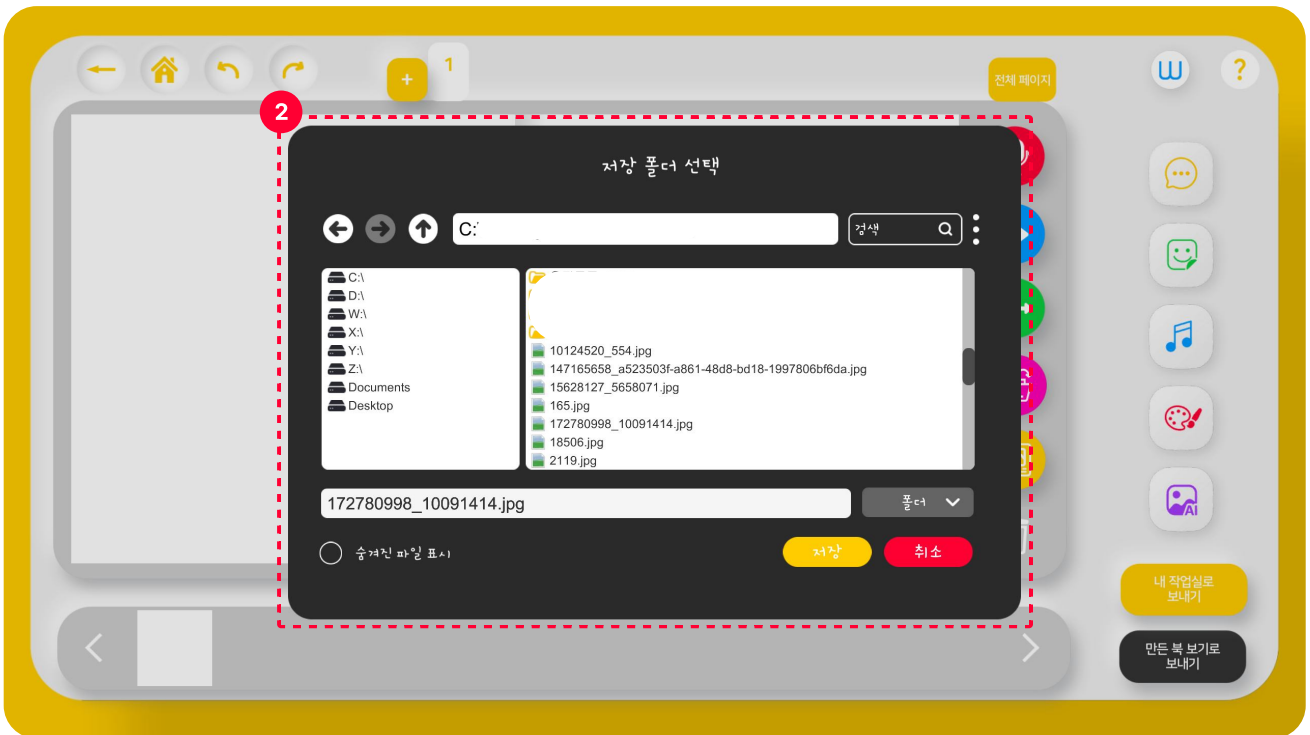 +
1
전체 페이지
?
2
저장 폴더 선택
C:
검색
C:\
D:\
W:\
X:\
Y:\
Z:\
Documents
Desktop
10124520_554.jpg
147165658_a523503f-a861-48d8-bd18-1997806bf6da.jpg
15628127_5658071.jpg
165.jpg
172780998_10091414.jpg
18506.jpg
2119.jpg
172780998_10091414.jpg
폴더
숨겨진 파일 표시
저장
취소
AI
내 작업실로
보내기
만든 북 보기로
보내기